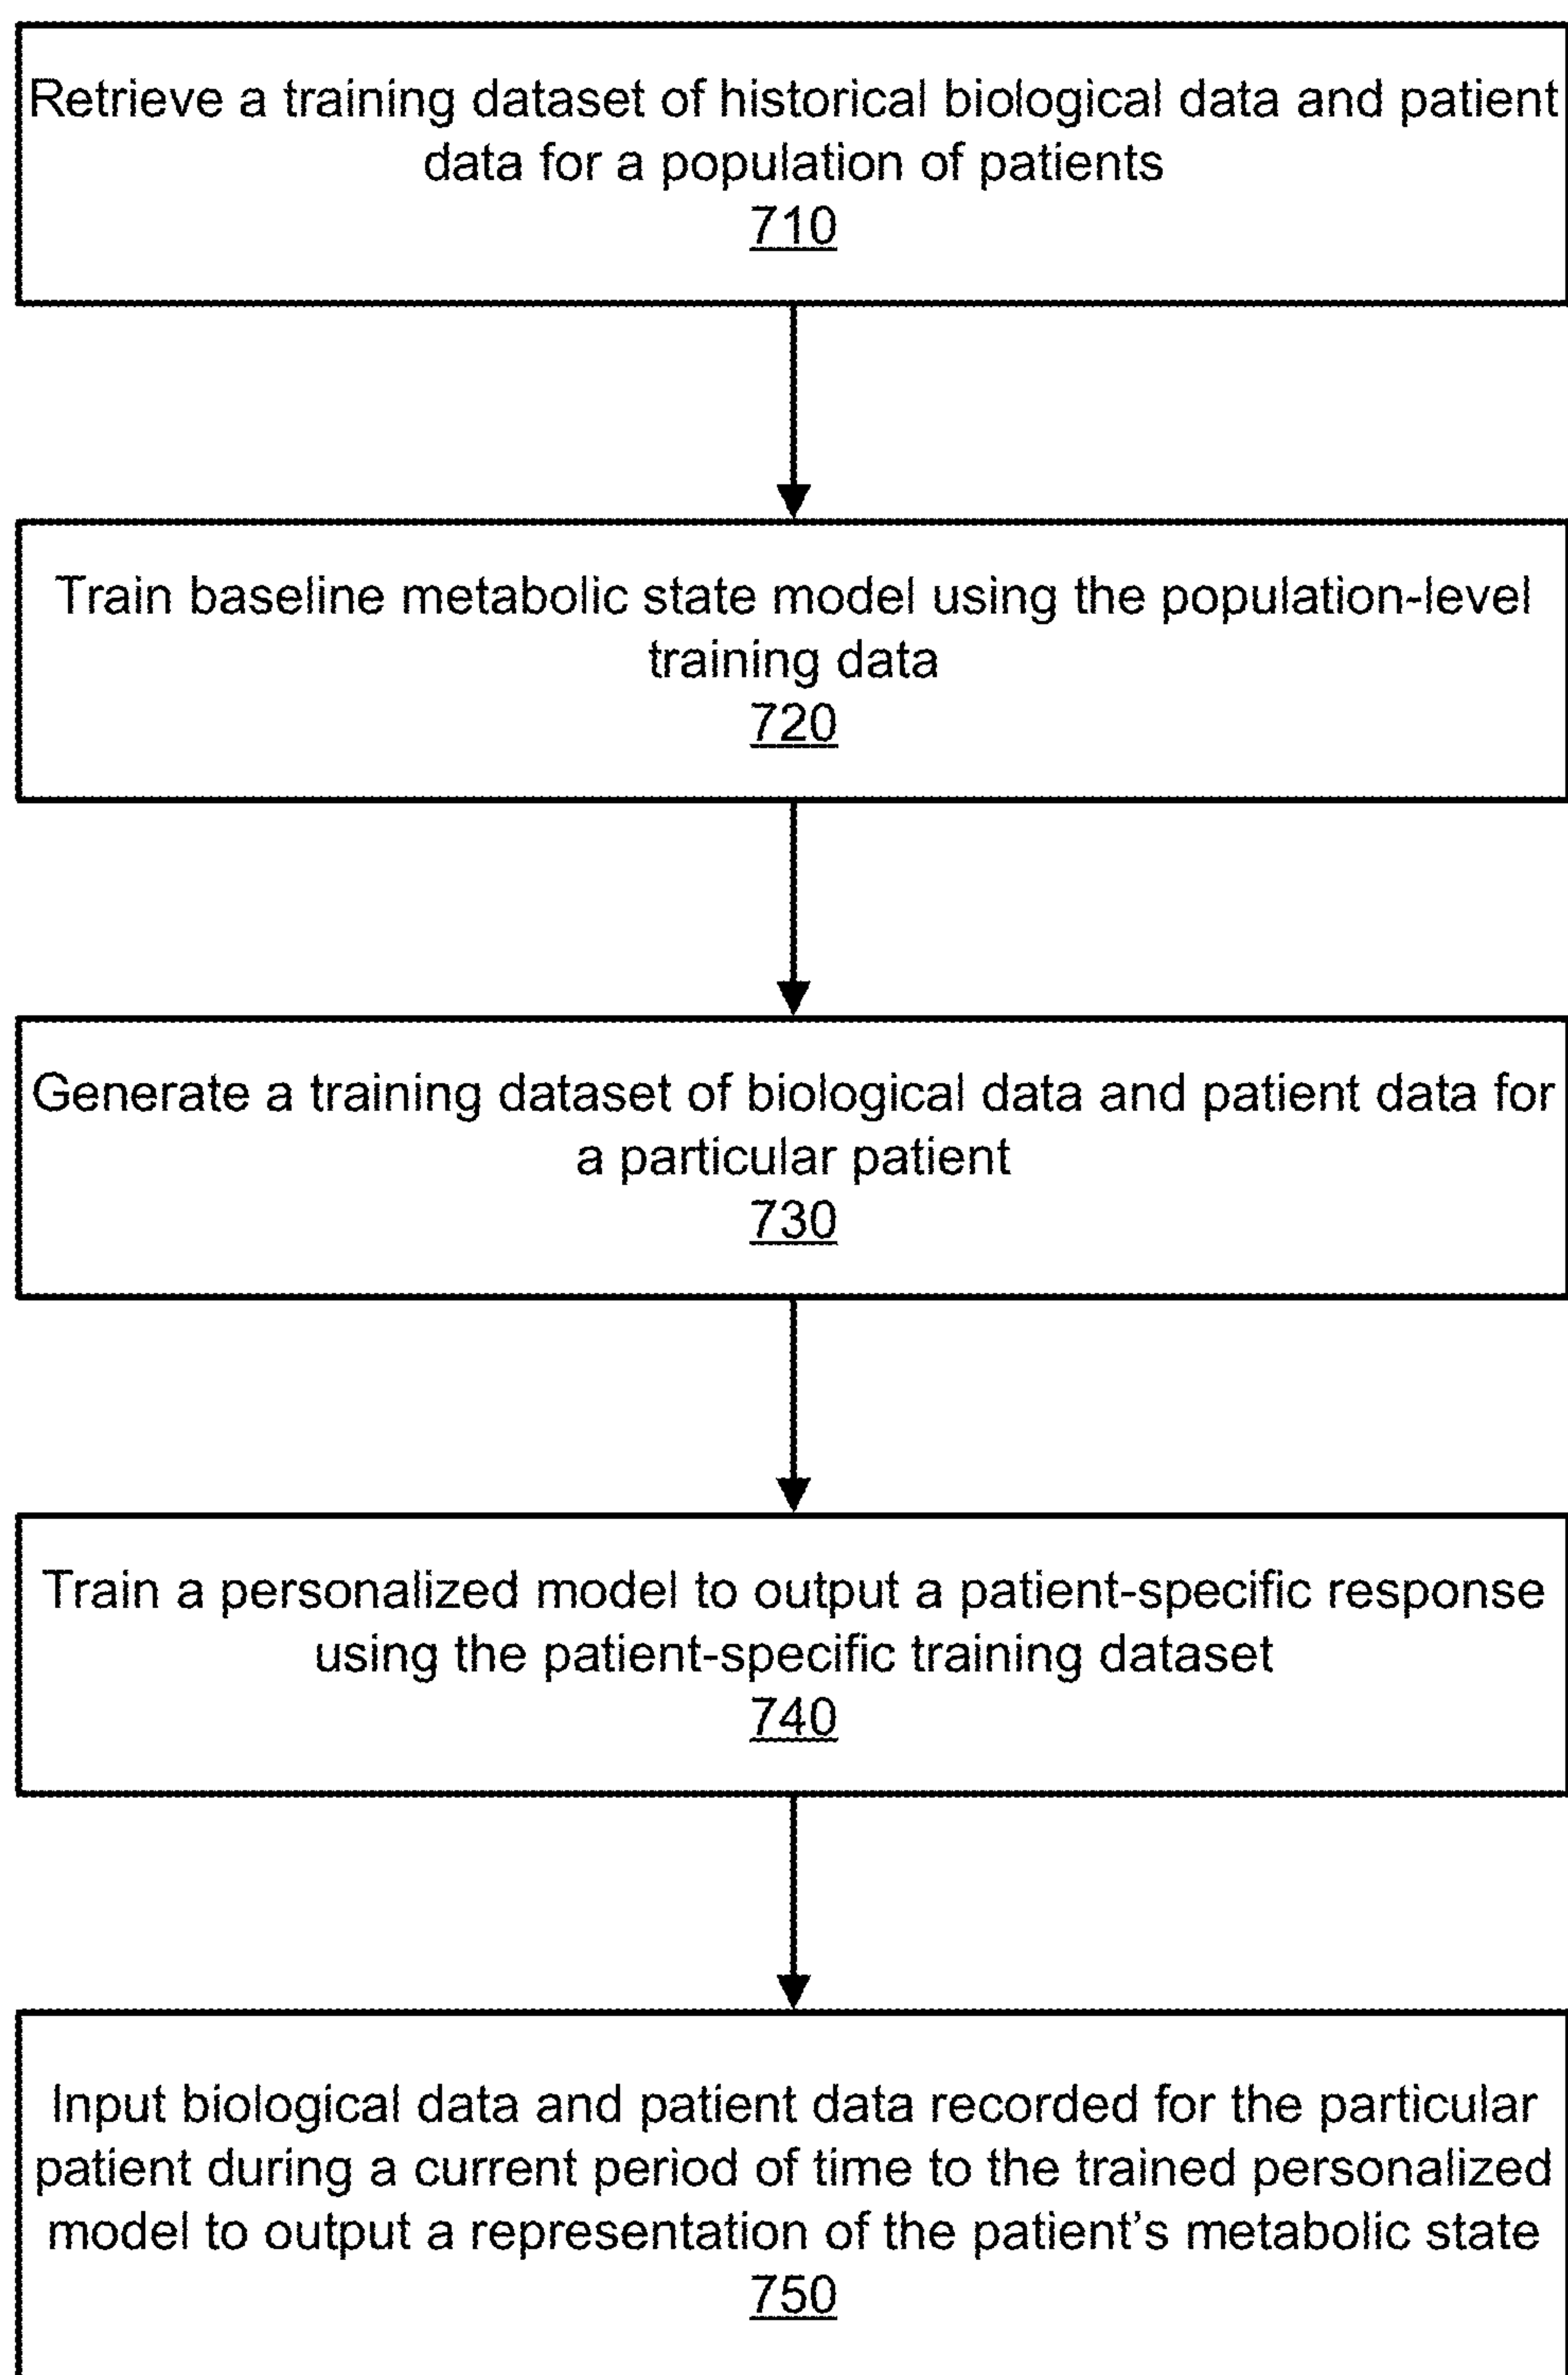 Retrieve a training dataset of historical biological data and patient
data for a population of patients
710
Train baseline metabolic state model using the population-level
training data
720
Generate a training dataset of biological data and patient data for
a particular patient
730
Train a personalized model to output a patient-specific response
using the patient-specific training dataset
740
Input biological data and patient data recorded for the particular
patient during a current period of time to the trained personalized
model to output a representation of the patient's metabolic state
750